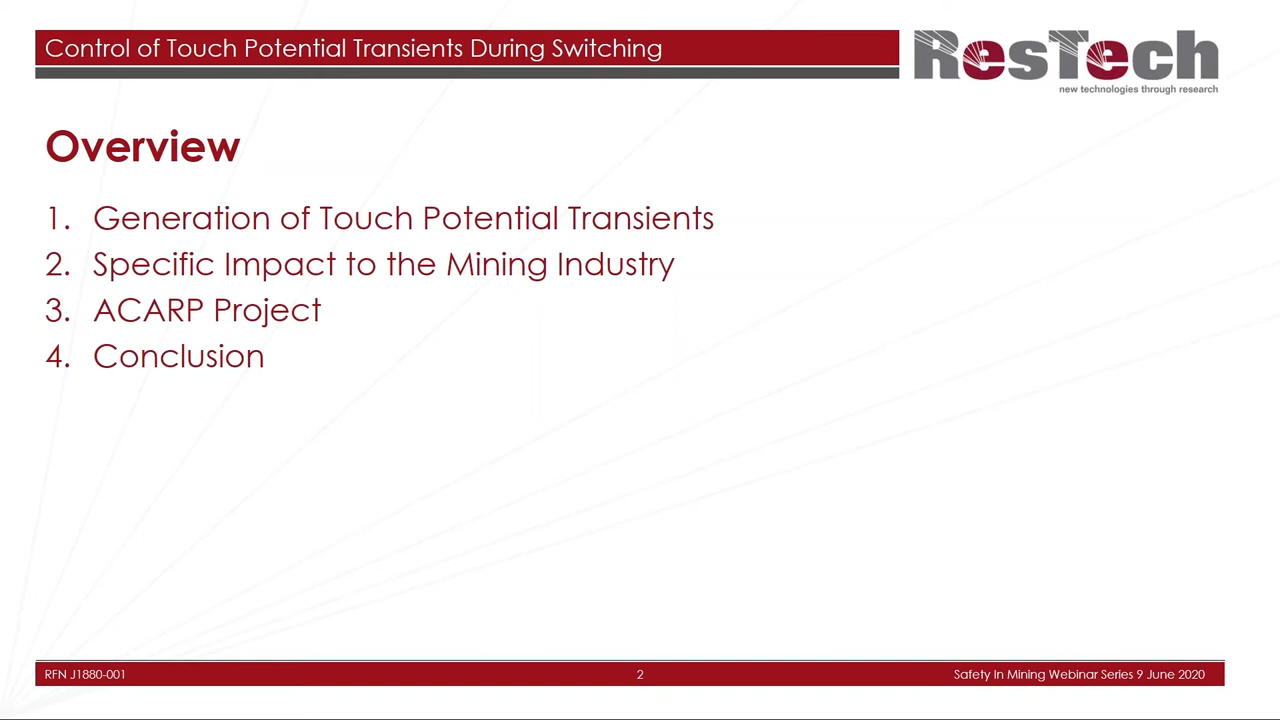 Control of Touch Potential Transients During Switching
ResTech
new technologies through research
Overview
1. Generation of Touch Potential Transients
2. Specific Impact to the Mining Industry
3. ACARP Project
4. Conclusion
RFN J1880-001
2
Safety In Mining Webinar Series 9 June 2020